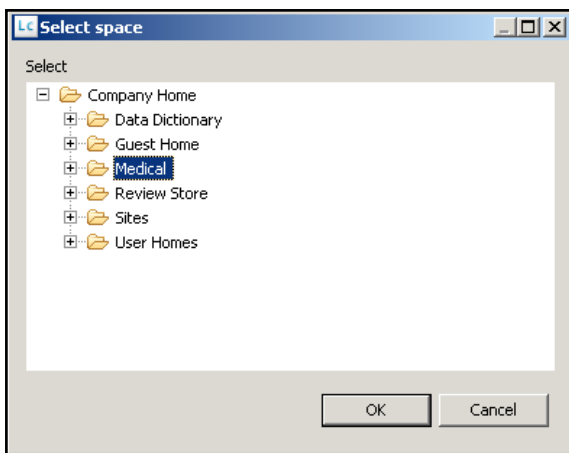 Lc Select space
Select
Company Home
Data Dictionary
Guest Home
Medical
Review Store
Sites
User Homes
OK Cancel